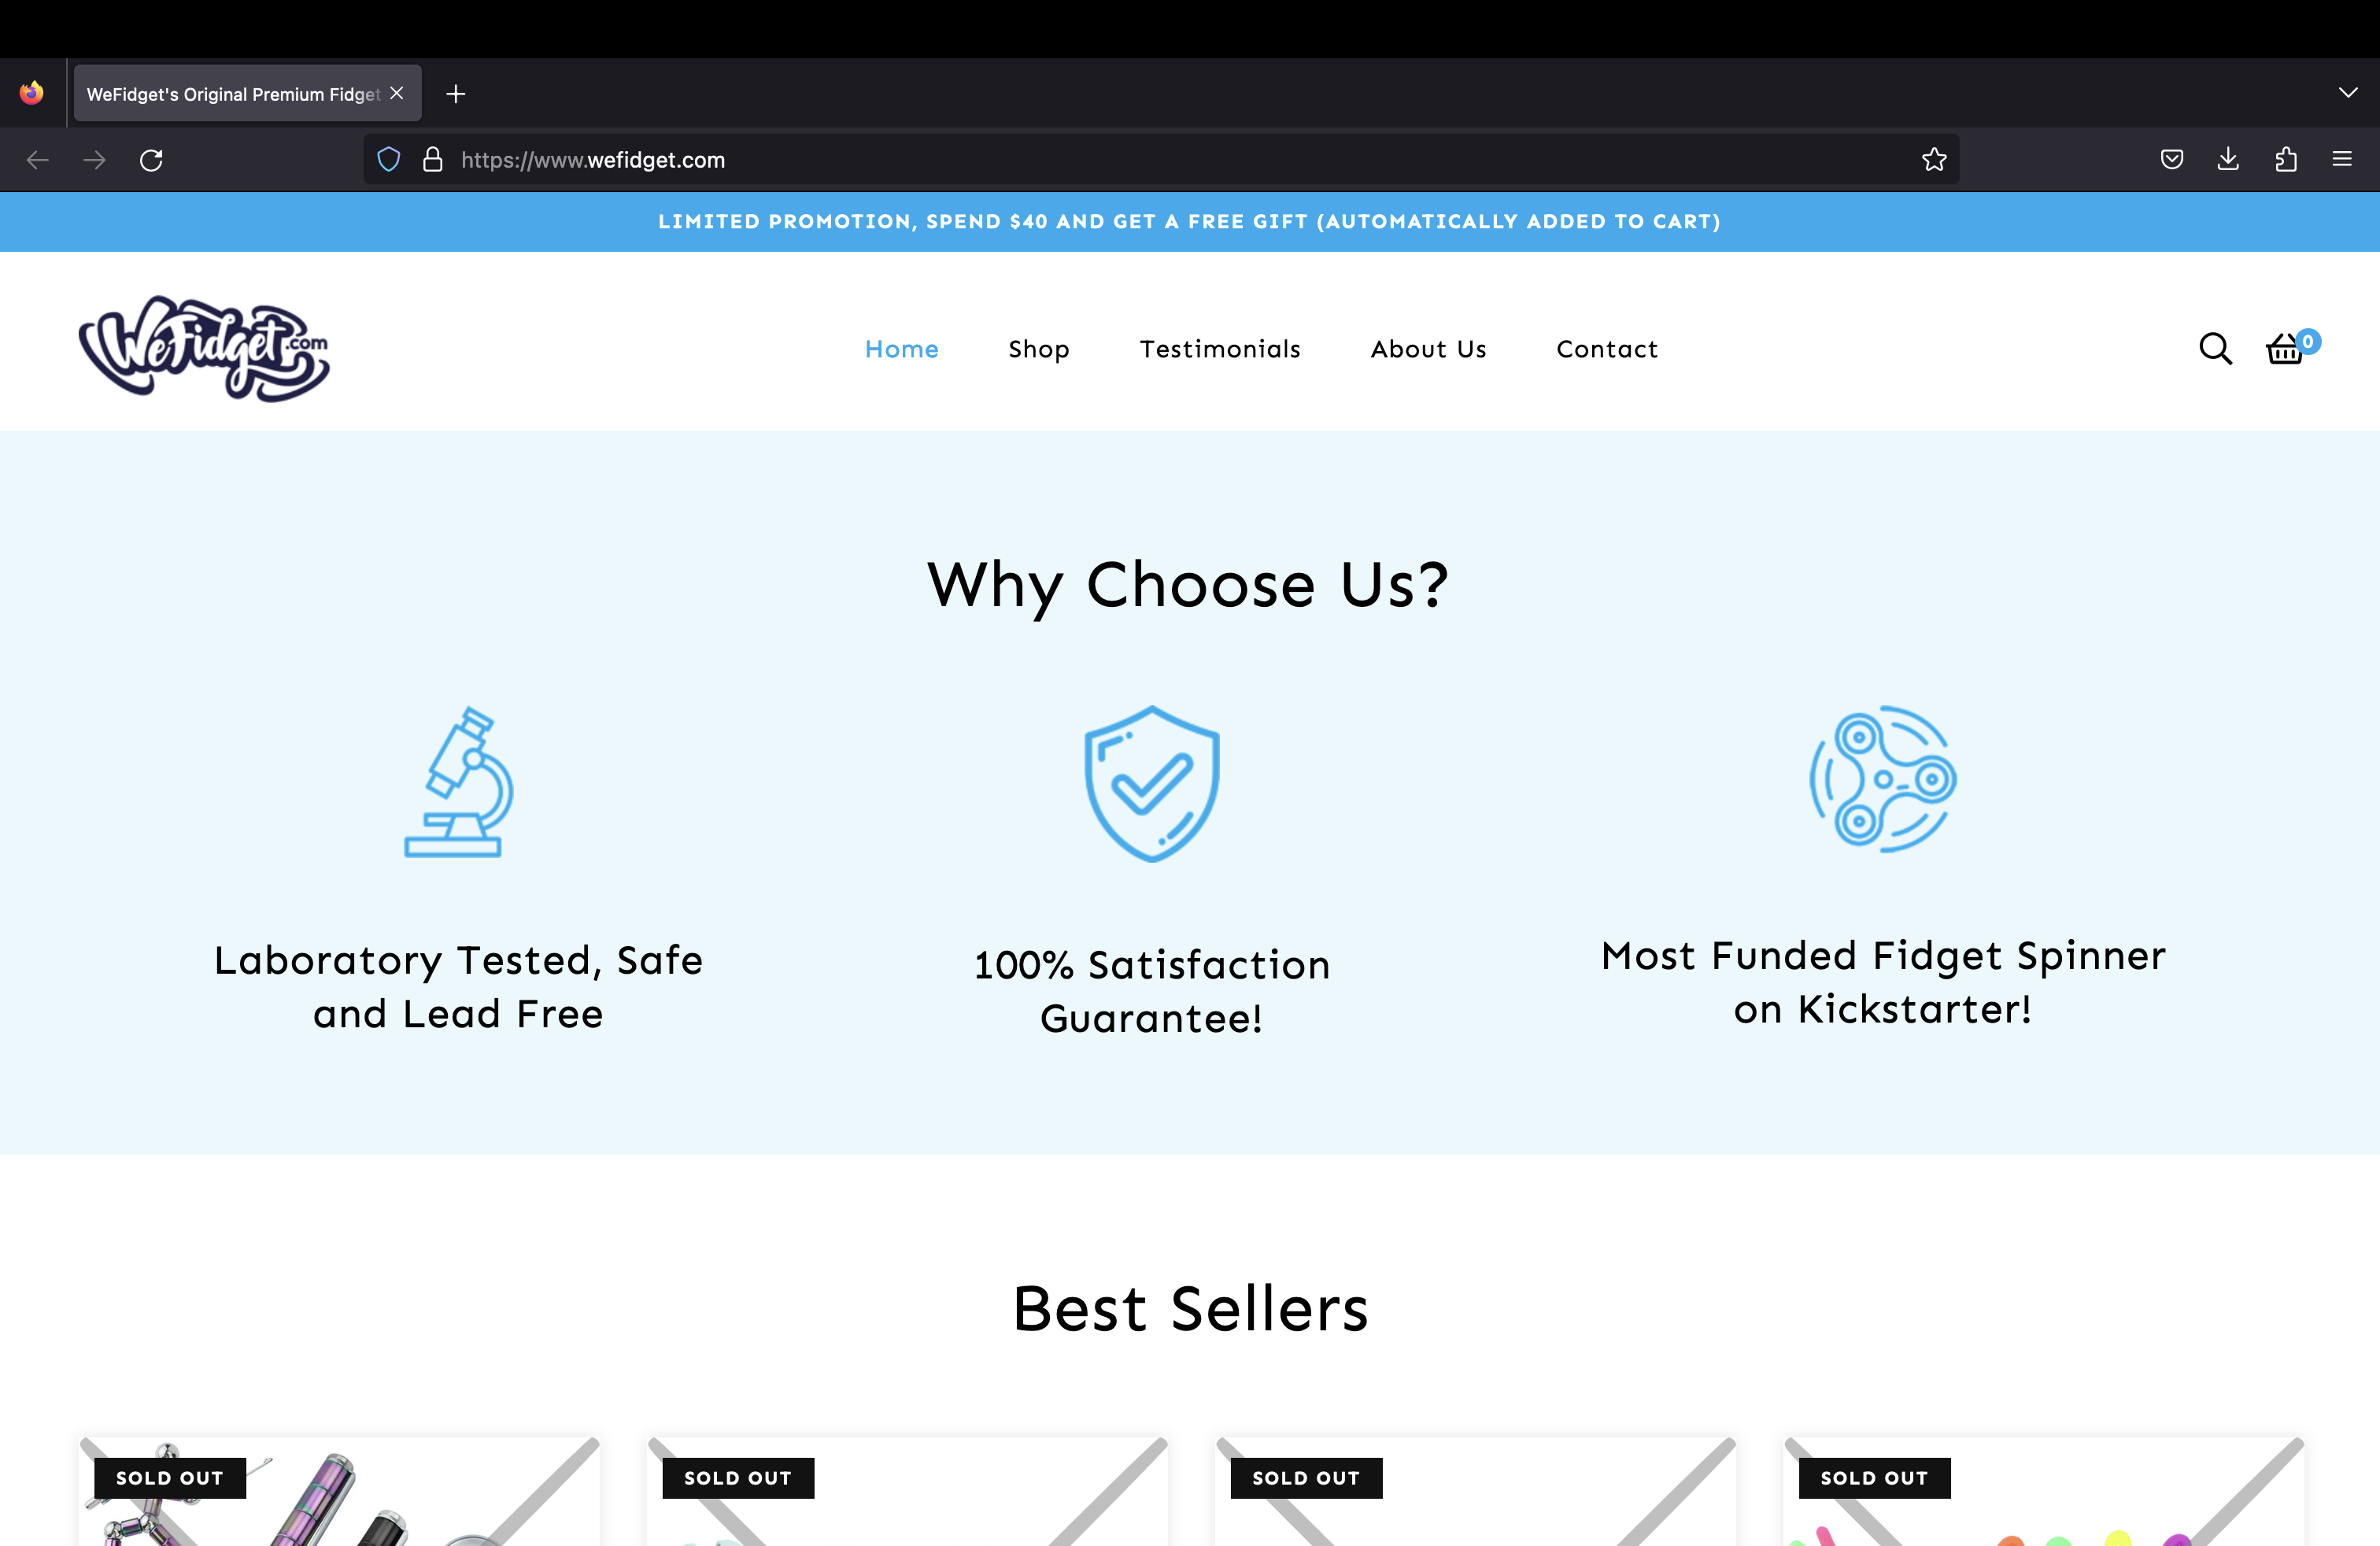 WeFidget's Original Premium Fidget
https://www.wefidget.com
LIMITED PROMOTION, SPEND $40 AND GET A FREE GIFT (AUTOMATICALLY ADDED TO CART)
WeFidget.com
Home
Shop
Testimonials
About Us
Contact
0
Why Choose Us?
Laboratory Tested, Safe
and Lead Free
100% Satisfaction
Guarantee!
Most Funded Fidget Spinner
on Kickstarter!
Best Sellers
SOLD OUT
SOLD OUT
SOLD OUT
SOLD OUT